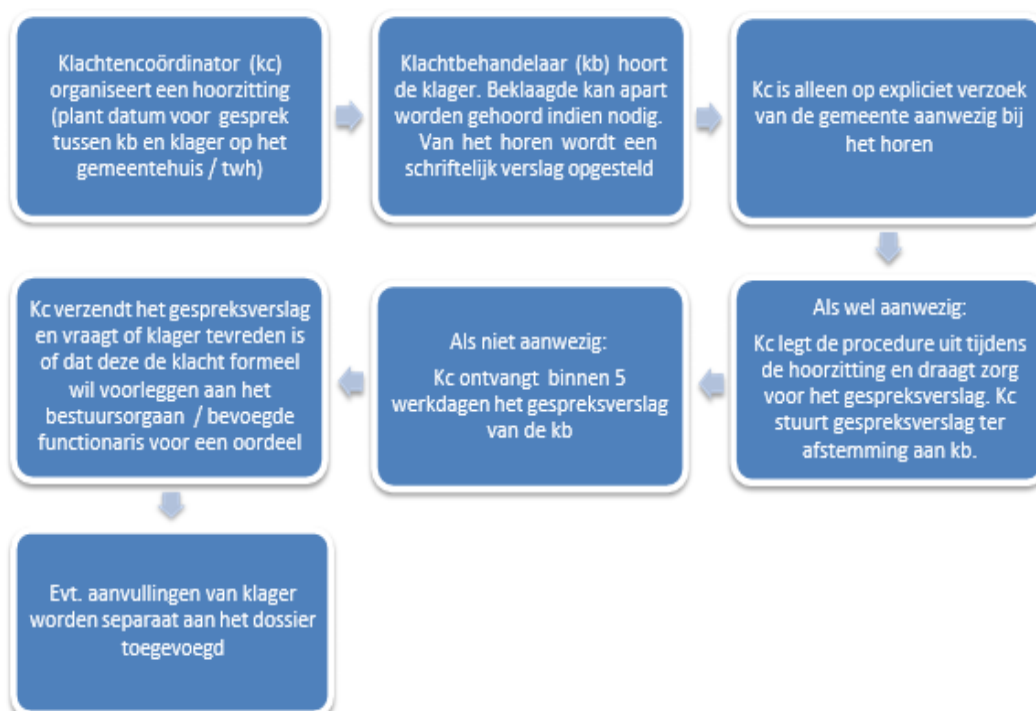 Klachtencoördinator (kc)
organiseert een hoorzitting
(plant datum voor gesprek
tussen kb en klager op het
gemeentehuis / twh)
Klachtbehandelaar (kb) hoort
de klager. Beklaagde kan apart
worden gehoord indien nodig.
Van het horen wordt een
schriftelijk verslag opgesteld
Kc is alleen op expliciet verzoek
van de gemeente aanwezig bij
het horen
Als wel aanwezig:
Kc legt de procedure uit tijdens
de hoorzitting en draagt zorg
voor het gespreksverslag. Kc
stuurt gespreksverslag ter
afstemming aan kb.
Als niet aanwezig:
Kc ontvangt binnen 5
werkdagen het gespreksverslag
van de kb
Kc verzendt het gespreksverslag
en vraagt of klager tevreden is
of dat deze de klacht formeel
wil voorleggen aan het
bestuursorgaan / bevoegde
functionaris voor een oordeel
Evt. aanvullingen van klager
worden separaat aan het dossier
toegevoegd